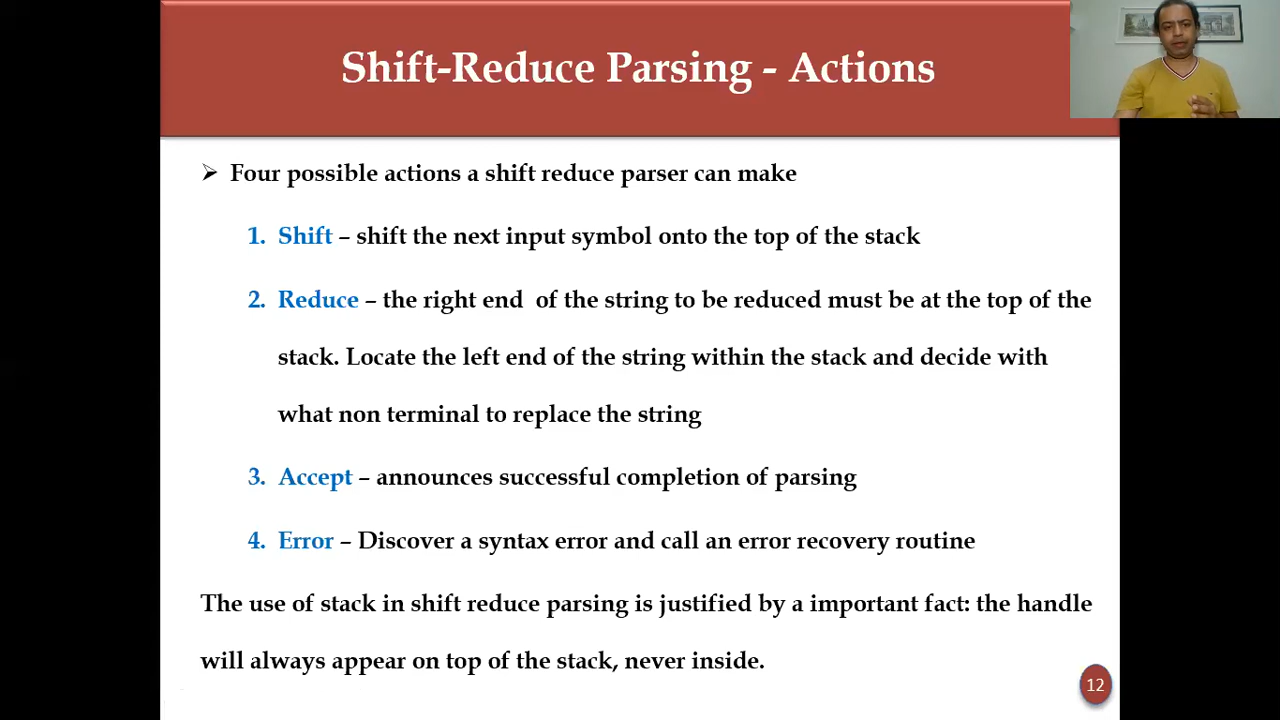 Shift-Reduce Parsing - Actions
➢ Four possible actions a shift reduce parser can make
1. Shift – shift the next input symbol onto the top of the stack
2. Reduce – the right end of the string to be reduced must be at the top of the
stack. Locate the left end of the string within the stack and decide with
what non terminal to replace the string
3. Accept – announces successful completion of parsing
4. Error – Discover a syntax error and call an error recovery routine
The use of stack in shift reduce parsing is justified by a important fact: the handle
will always appear on top of the stack, never inside.
12